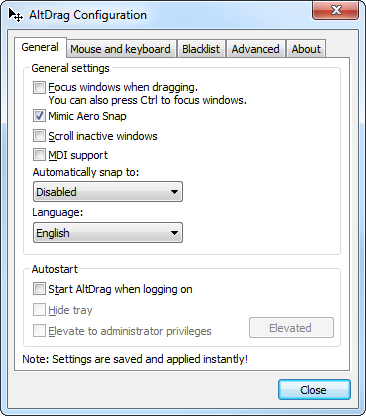 AltDrag Configuration
General Mouse and keyboard Blacklist Advanced About
General settings
Focus windows when dragging.
You can also press Ctrl to focus windows.
Mimic Aero Snap
Scroll inactive windows
MDI support
Automatically snap to:
Disabled
Language:
English
Autostart
Start AltDrag when logging on
Hide tray
Elevate to administrator privileges Elevated
Note: Settings are saved and applied instantly!
Close